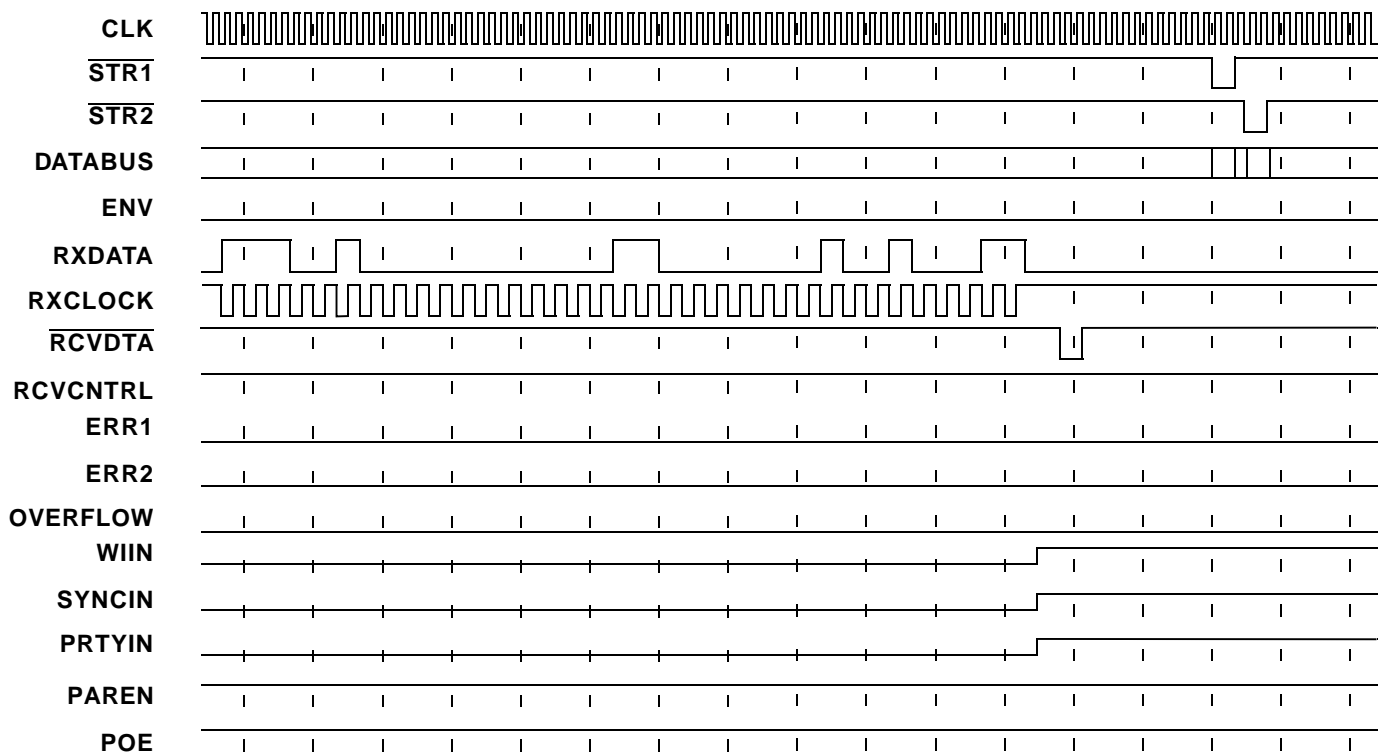 CLK
STR1
STR2
DATABUS
ENV
RXDATA
RXCLOCK
RCVDTA
RCVCNTRL
ERR1
ERR2
OVERFLOW
WIIN
SYNCIN
PRTYIN
PAREN
POE